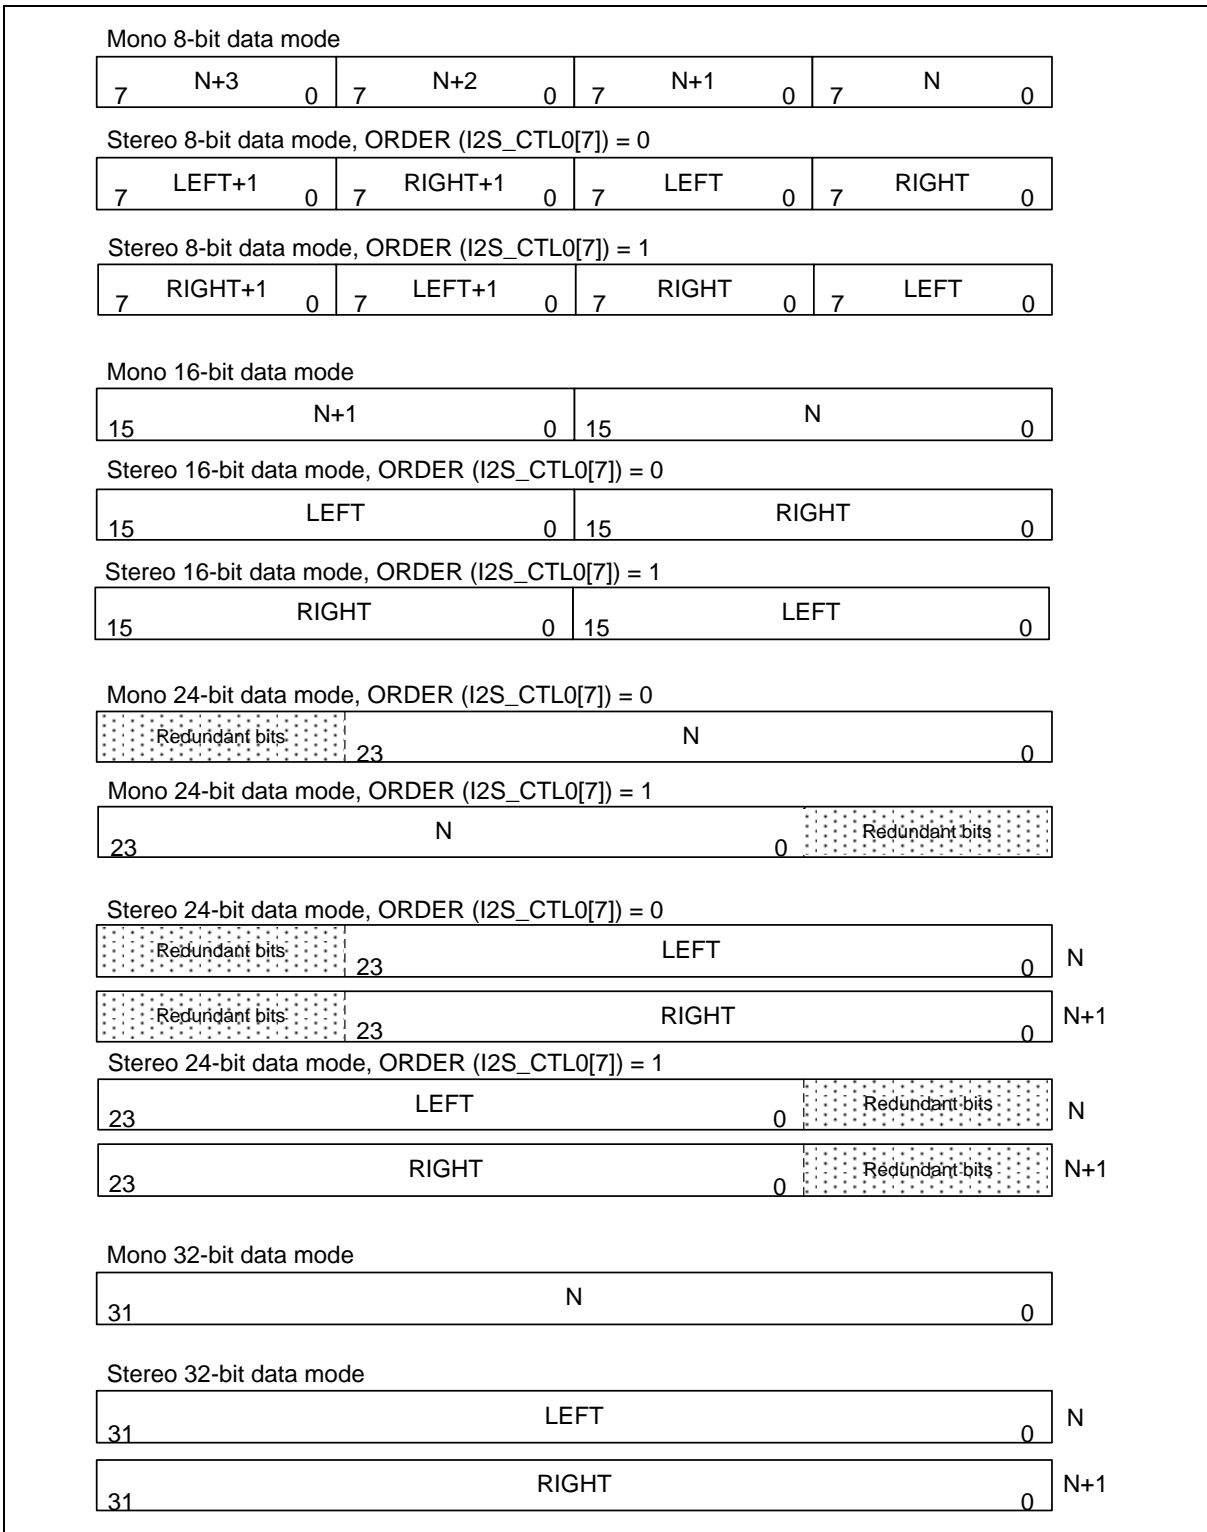 Mono 8-bit data mode
N+3 N+2 N+1 N
7 0 7 0 7 0 7 0
Stereo 8-bit data mode, ORDER (I2S_CTL0[7]) = 0
LEFT+1 RIGHT+1 LEFT RIGHT
7 0 7 0 7 0 7 0
Stereo 8-bit data mode, ORDER (I2S_CTL0[7]) = 1
RIGHT+1 LEFT+1 RIGHT LEFT
7 0 7 0 7 0 7 0
Mono 16-bit data mode
N+1 N
15 0 15 0
Stereo 16-bit data mode, ORDER (I2S_CTL0[7]) = 0
LEFT RIGHT
15 0 15 0
Stereo 16-bit data mode, ORDER (I2S_CTL0[7]) = 1
RIGHT LEFT
15 0 15 0
Mono 24-bit data mode, ORDER (I2S_CTL0[7]) = 0
Redundant bits N
23 0
Mono 24-bit data mode, ORDER (I2S_CTL0[7]) = 1
N Redundant bits
23 0
Stereo 24-bit data mode, ORDER (I2S_CTL0[7]) = 0
Redundant bits LEFT N
23 0
Redundant bits RIGHT N+1
23 0
Stereo 24-bit data mode, ORDER (I2S_CTL0[7]) = 1
LEFT Redundant bits N
23 0
RIGHT Redundant bits N+1
23 0
Mono 32-bit data mode
N
31 0
Stereo 32-bit data mode
LEFT N
31 0
RIGHT N+1
31 0